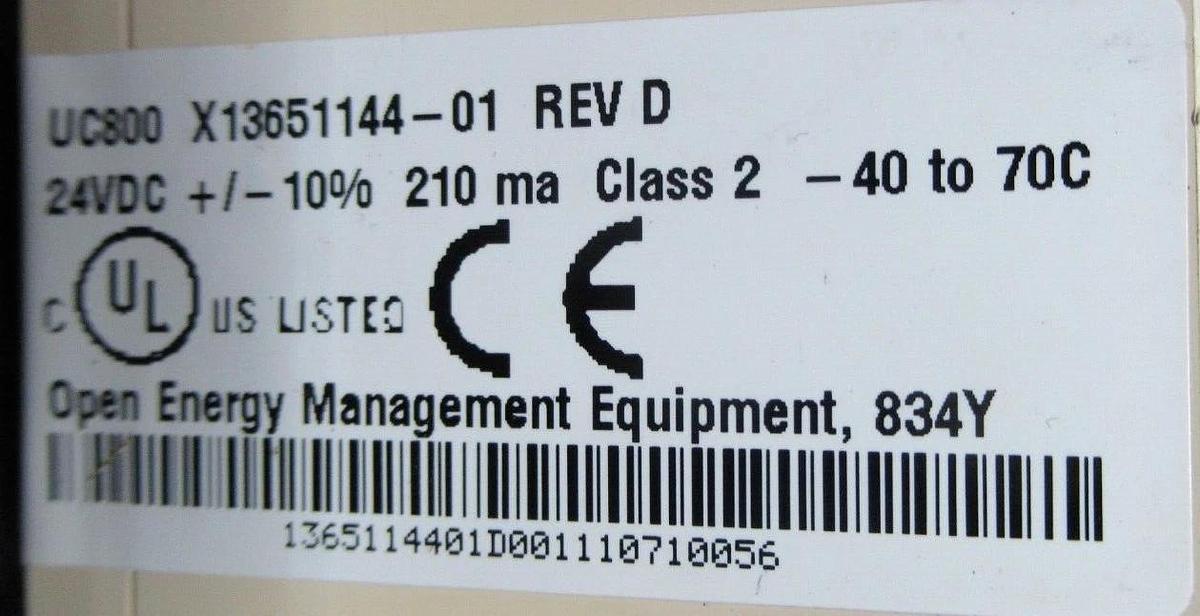 UC800 X13651144-01 REV D
24VDC +/- 10% 210 ma Class 2 -40 to 70C
C UL US LISTED CE
Open Energy Management Equipment, 834Y
1365114401D001110710056